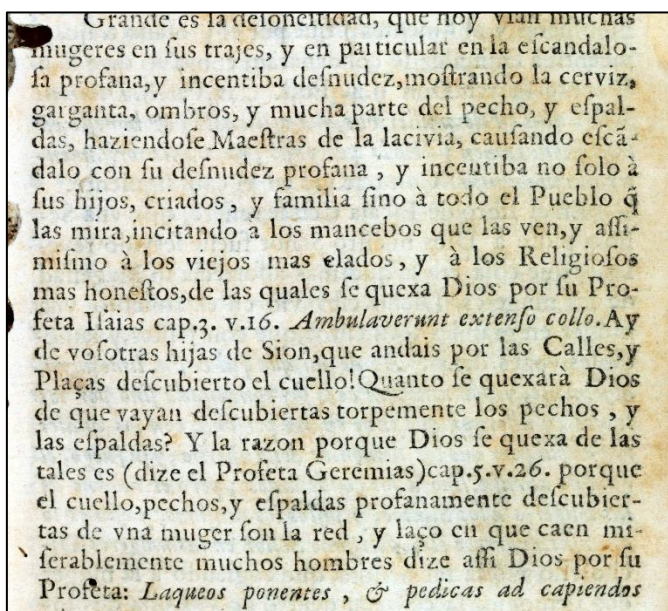 Grande es la desoneſtidad, que hoy vſan muchas
mugeres en ſus trajes, y en particular en la eſcandalo-
ſa profana,y incentiba deſnudez,moſtrando la cerviz,
garganta, ombros, y mucha parte del pecho, y eſpal-
das, haziendoſe Maeſtras de la lacivia, cauſando eſcã-
dalo con ſu deſnudez profana , y incentiba no ſolo à
ſus hijos, criados , y familia ſino à todo el Pueblo q̃
las mira,incitando a los mancebos que las ven,y aſſi-
miſmo à los viejos mas elados , y à los Religioſos
mas honeſtos,de las quales ſe quexa Dios por ſu Pro-
feta Iſaias cap.3. v.16. Ambulaverunt extenſo collo.Ay
de voſotras hijas de Sion,que andais por las Calles,y
Plaças deſcubierto el cuello!Quanto ſe quexarà Dios
de que vayan deſcubiertas torpemente los pechos , y
las eſpaldas? Y la razon porque Dios ſe quexa de las
tales es (dize el Profeta Geremias)cap.5.v.26. porque
el cuello,pechos,y eſpaldas profanamente deſcubier-
tas de vna muger ſon la red , y laço en que caen mi-
ſerablemente muchos hombres dize aſſi Dios por ſu
Profeta: Laqueos ponentes , & pedicas ad capiendos